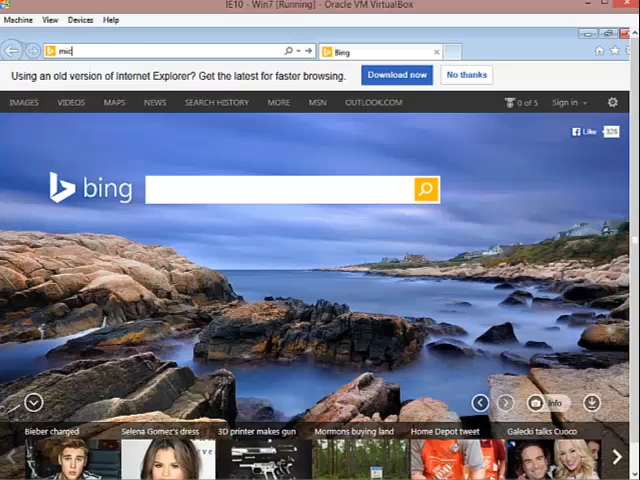 IE10 - Win7 [Running] - Oracle VM VirtualBox
Machine View Devices Help
mic
Bing
Using an old version of Internet Explorer? Get the latest for faster browsing. Download now No thanks
IMAGES VIDEOS MAPS NEWS SEARCH HISTORY MORE MSN OUTLOOK.COM 0 of 5 Sign in
Like 32k
bing
Info
Bieber charged Selena Gomez's dress 3D printer makes gun Mormons buying land Home Depot tweet Galecki talks Cuoco